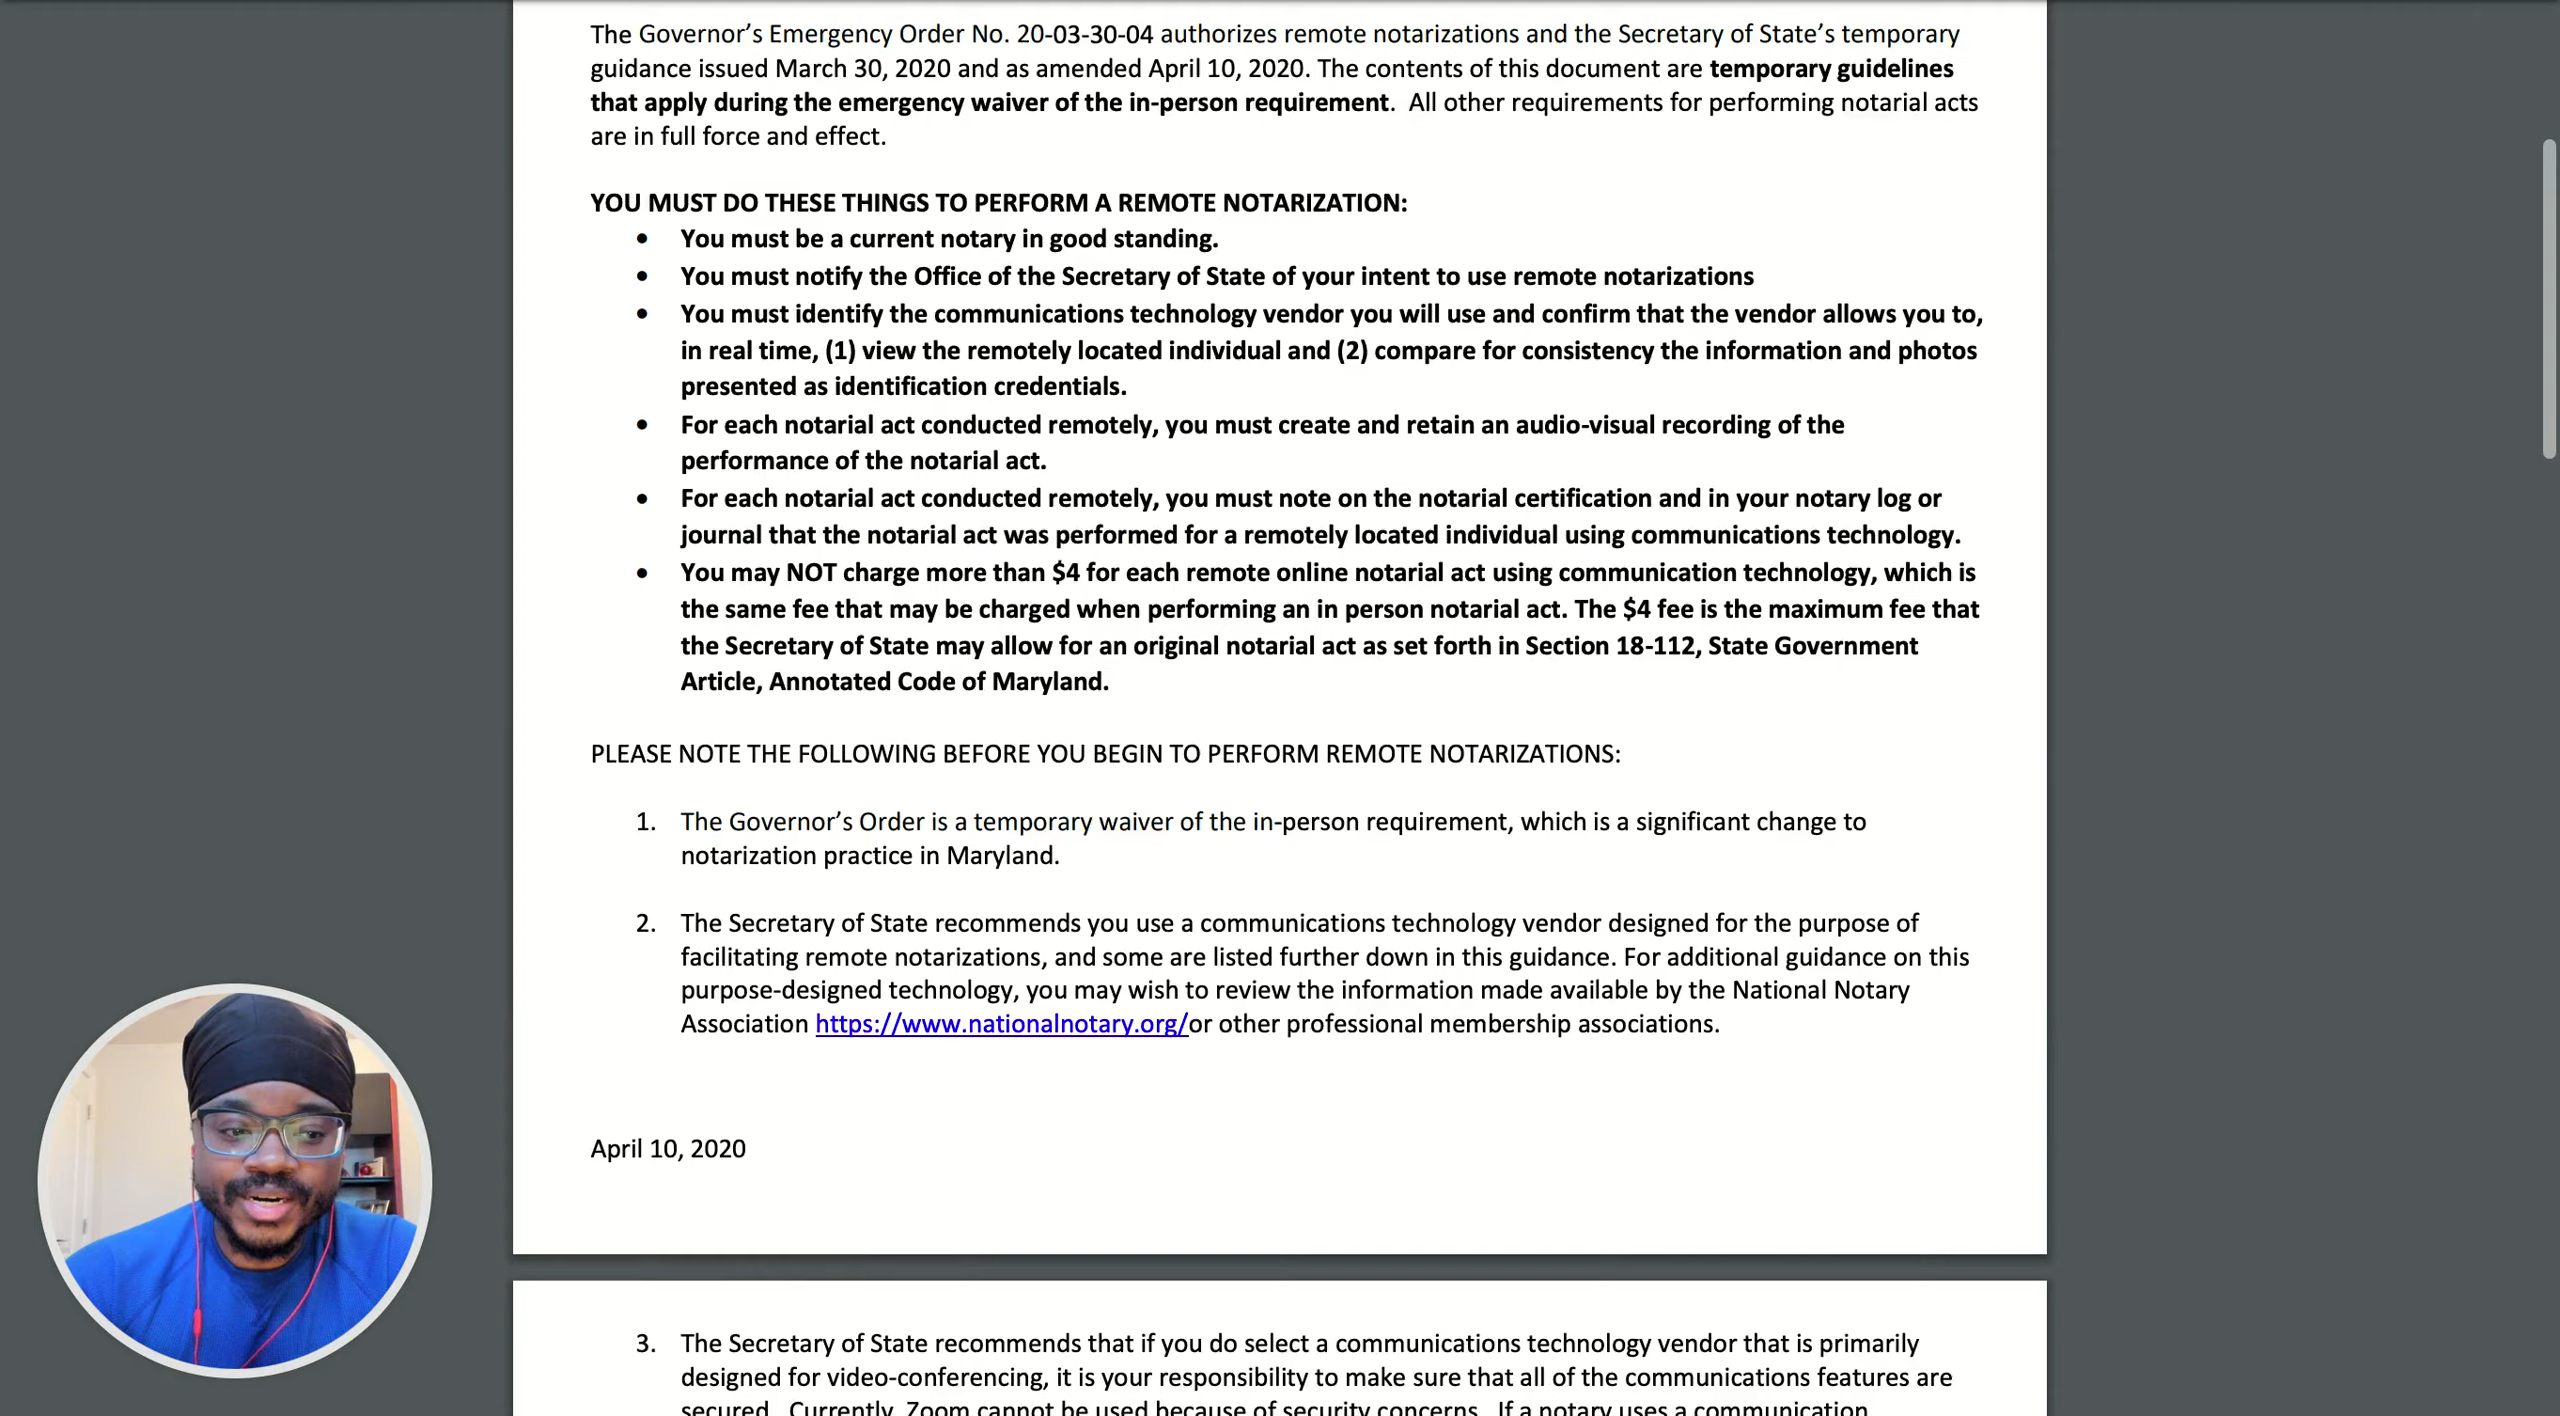 The Governor’s Emergency Order No. 20-03-30-04 authorizes remote notarizations and the Secretary of State’s temporary
guidance issued March 30, 2020 and as amended April 10, 2020. The contents of this document are temporary guidelines
that apply during the emergency waiver of the in-person requirement.  All other requirements for performing notarial acts
are in full force and effect.
YOU MUST DO THESE THINGS TO PERFORM A REMOTE NOTARIZATION:
• You must be a current notary in good standing.
• You must notify the Office of the Secretary of State of your intent to use remote notarizations
• You must identify the communications technology vendor you will use and confirm that the vendor allows you to,
in real time, (1) view the remotely located individual and (2) compare for consistency the information and photos
presented as identification credentials.
• For each notarial act conducted remotely, you must create and retain an audio-visual recording of the
performance of the notarial act.
• For each notarial act conducted remotely, you must note on the notarial certification and in your notary log or
journal that the notarial act was performed for a remotely located individual using communications technology.
• You may NOT charge more than $4 for each remote online notarial act using communication technology, which is
the same fee that may be charged when performing an in person notarial act. The $4 fee is the maximum fee that
the Secretary of State may allow for an original notarial act as set forth in Section 18-112, State Government
Article, Annotated Code of Maryland.
PLEASE NOTE THE FOLLOWING BEFORE YOU BEGIN TO PERFORM REMOTE NOTARIZATIONS:
1. The Governor’s Order is a temporary waiver of the in-person requirement, which is a significant change to
notarization practice in Maryland.
2. The Secretary of State recommends you use a communications technology vendor designed for the purpose of
facilitating remote notarizations, and some are listed further down in this guidance. For additional guidance on this
purpose-designed technology, you may wish to review the information made available by the National Notary
Association https://www.nationalnotary.org/or other professional membership associations.
April 10, 2020
3. The Secretary of State recommends that if you do select a communications technology vendor that is primarily
designed for video-conferencing, it is your responsibility to make sure that all of the communications features are
secured.  Currently, Zoom cannot be used because of security concerns.  If a notary uses a communication